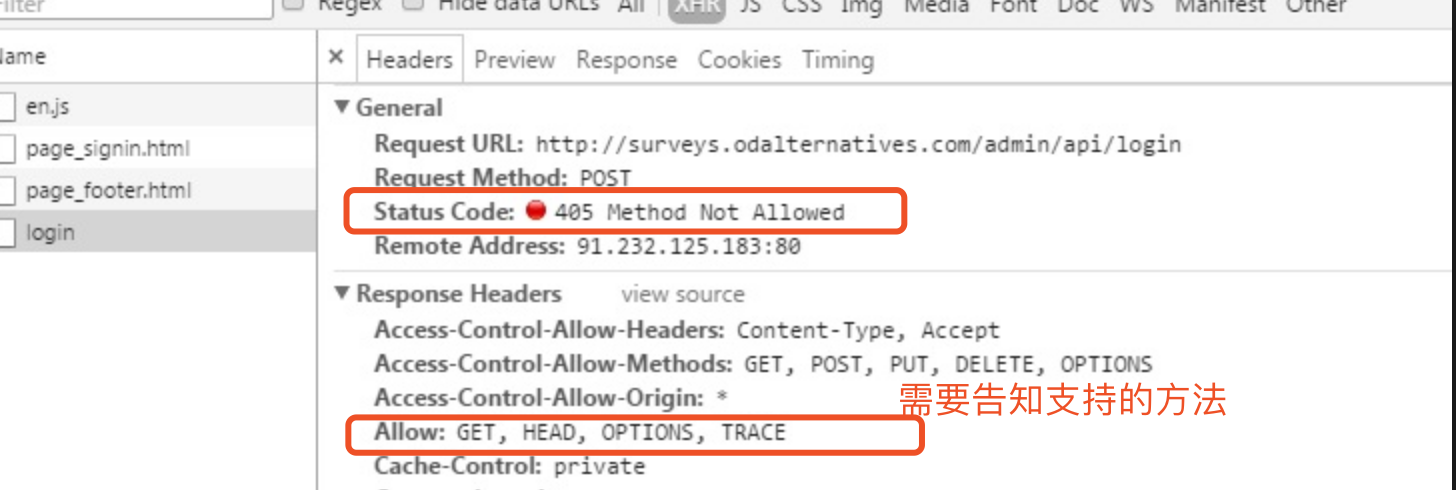 Filter Regex Hide data URLs All XHR JS CSS Img Media Font Doc WS Manifest Other
Name
× Headers Preview Response Cookies Timing
en.js
page_signin.html
page_footer.html
login
▼ General
Request URL: http://surveys.odalternatives.com/admin/api/login
Request Method: POST
Status Code: 405 Method Not Allowed
Remote Address: 91.232.125.183:80
▼ Response Headers view source
Access-Control-Allow-Headers: Content-Type, Accept
Access-Control-Allow-Methods: GET, POST, PUT, DELETE, OPTIONS
Access-Control-Allow-Origin: *
需要告知支持的方法
Allow: GET, HEAD, OPTIONS, TRACE
Cache-Control: private